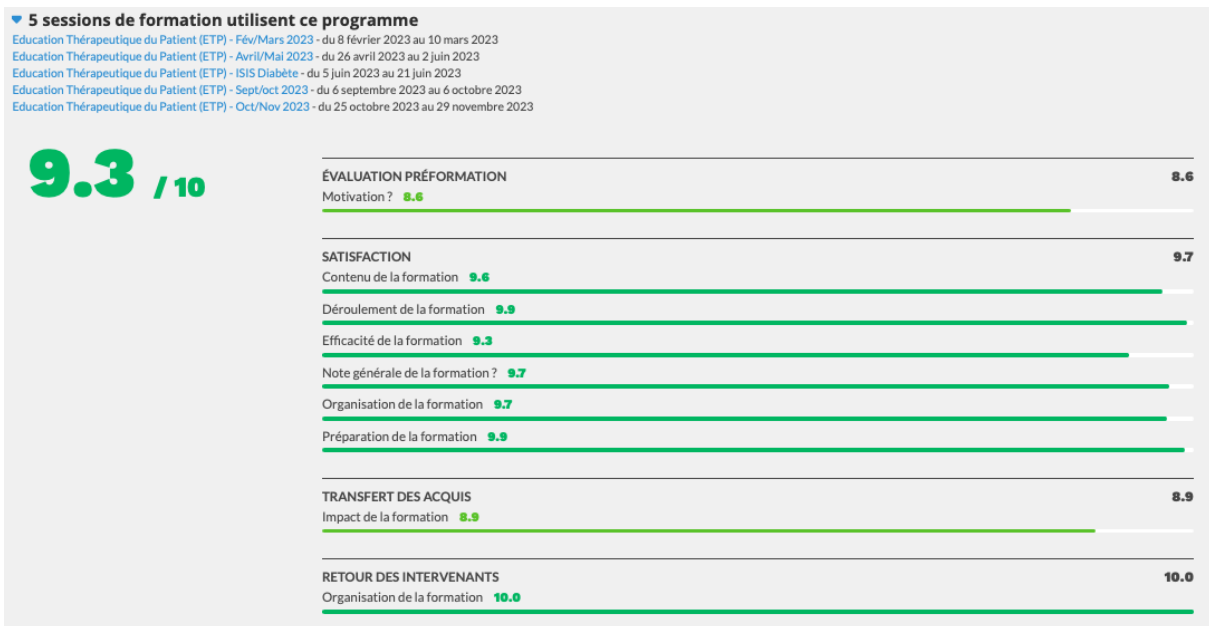 5 sessions de formation utilisent ce programme
Education Thérapeutique du Patient (ETP) - Fév/Mars 2023 - du 8 février 2023 au 10 mars 2023
Education Thérapeutique du Patient (ETP) - Avril/Mai 2023 - du 26 avril 2023 au 2 juin 2023
Education Thérapeutique du Patient (ETP) - ISIS Diabète - du 5 juin 2023 au 21 juin 2023
Education Thérapeutique du Patient (ETP) - Sept/oct 2023 - du 6 septembre 2023 au 6 octobre 2023
Education Thérapeutique du Patient (ETP) - Oct/Nov 2023 - du 25 octobre 2023 au 29 novembre 2023
9.3 / 10
ÉVALUATION PRÉFORMATION 8.6
Motivation ? 8.6
SATISFACTION 9.7
Contenu de la formation 9.6
Déroulement de la formation 9.9
Efficacité de la formation 9.3
Note générale de la formation ? 9.7
Organisation de la formation 9.7
Préparation de la formation 9.9
TRANSFERT DES ACQUIS 8.9
Impact de la formation 8.9
RETOUR DES INTERVENANTS 10.0
Organisation de la formation 10.0